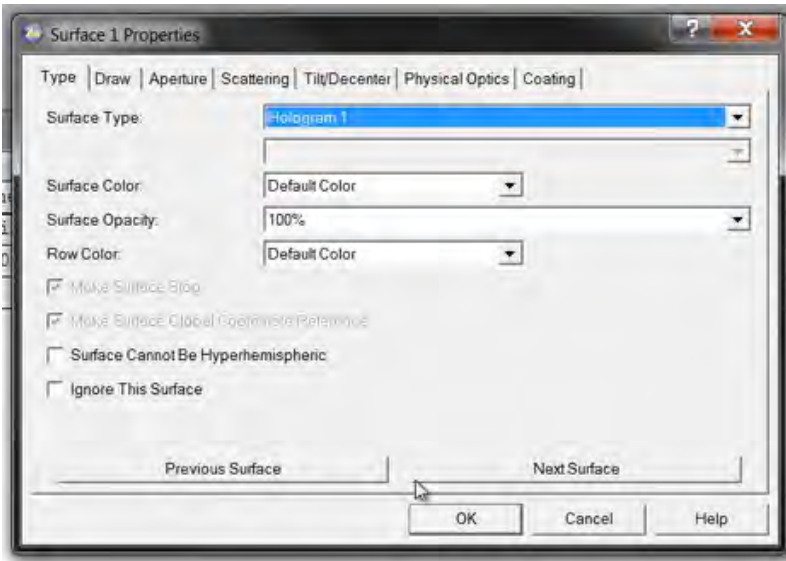 Surface 1 Properties
?
X
Type Draw Aperture Scattering Tilt/Decenter Physical Optics Coating
Surface Type: Hologram 1
Surface Color: Default Color
Surface Opacity: 100%
Row Color: Default Color
Make Surface Stop
Make Surface Global Coordinate Reference
Surface Cannot Be Hyperhemispheric
Ignore This Surface
Previous Surface Next Surface
OK Cancel Help